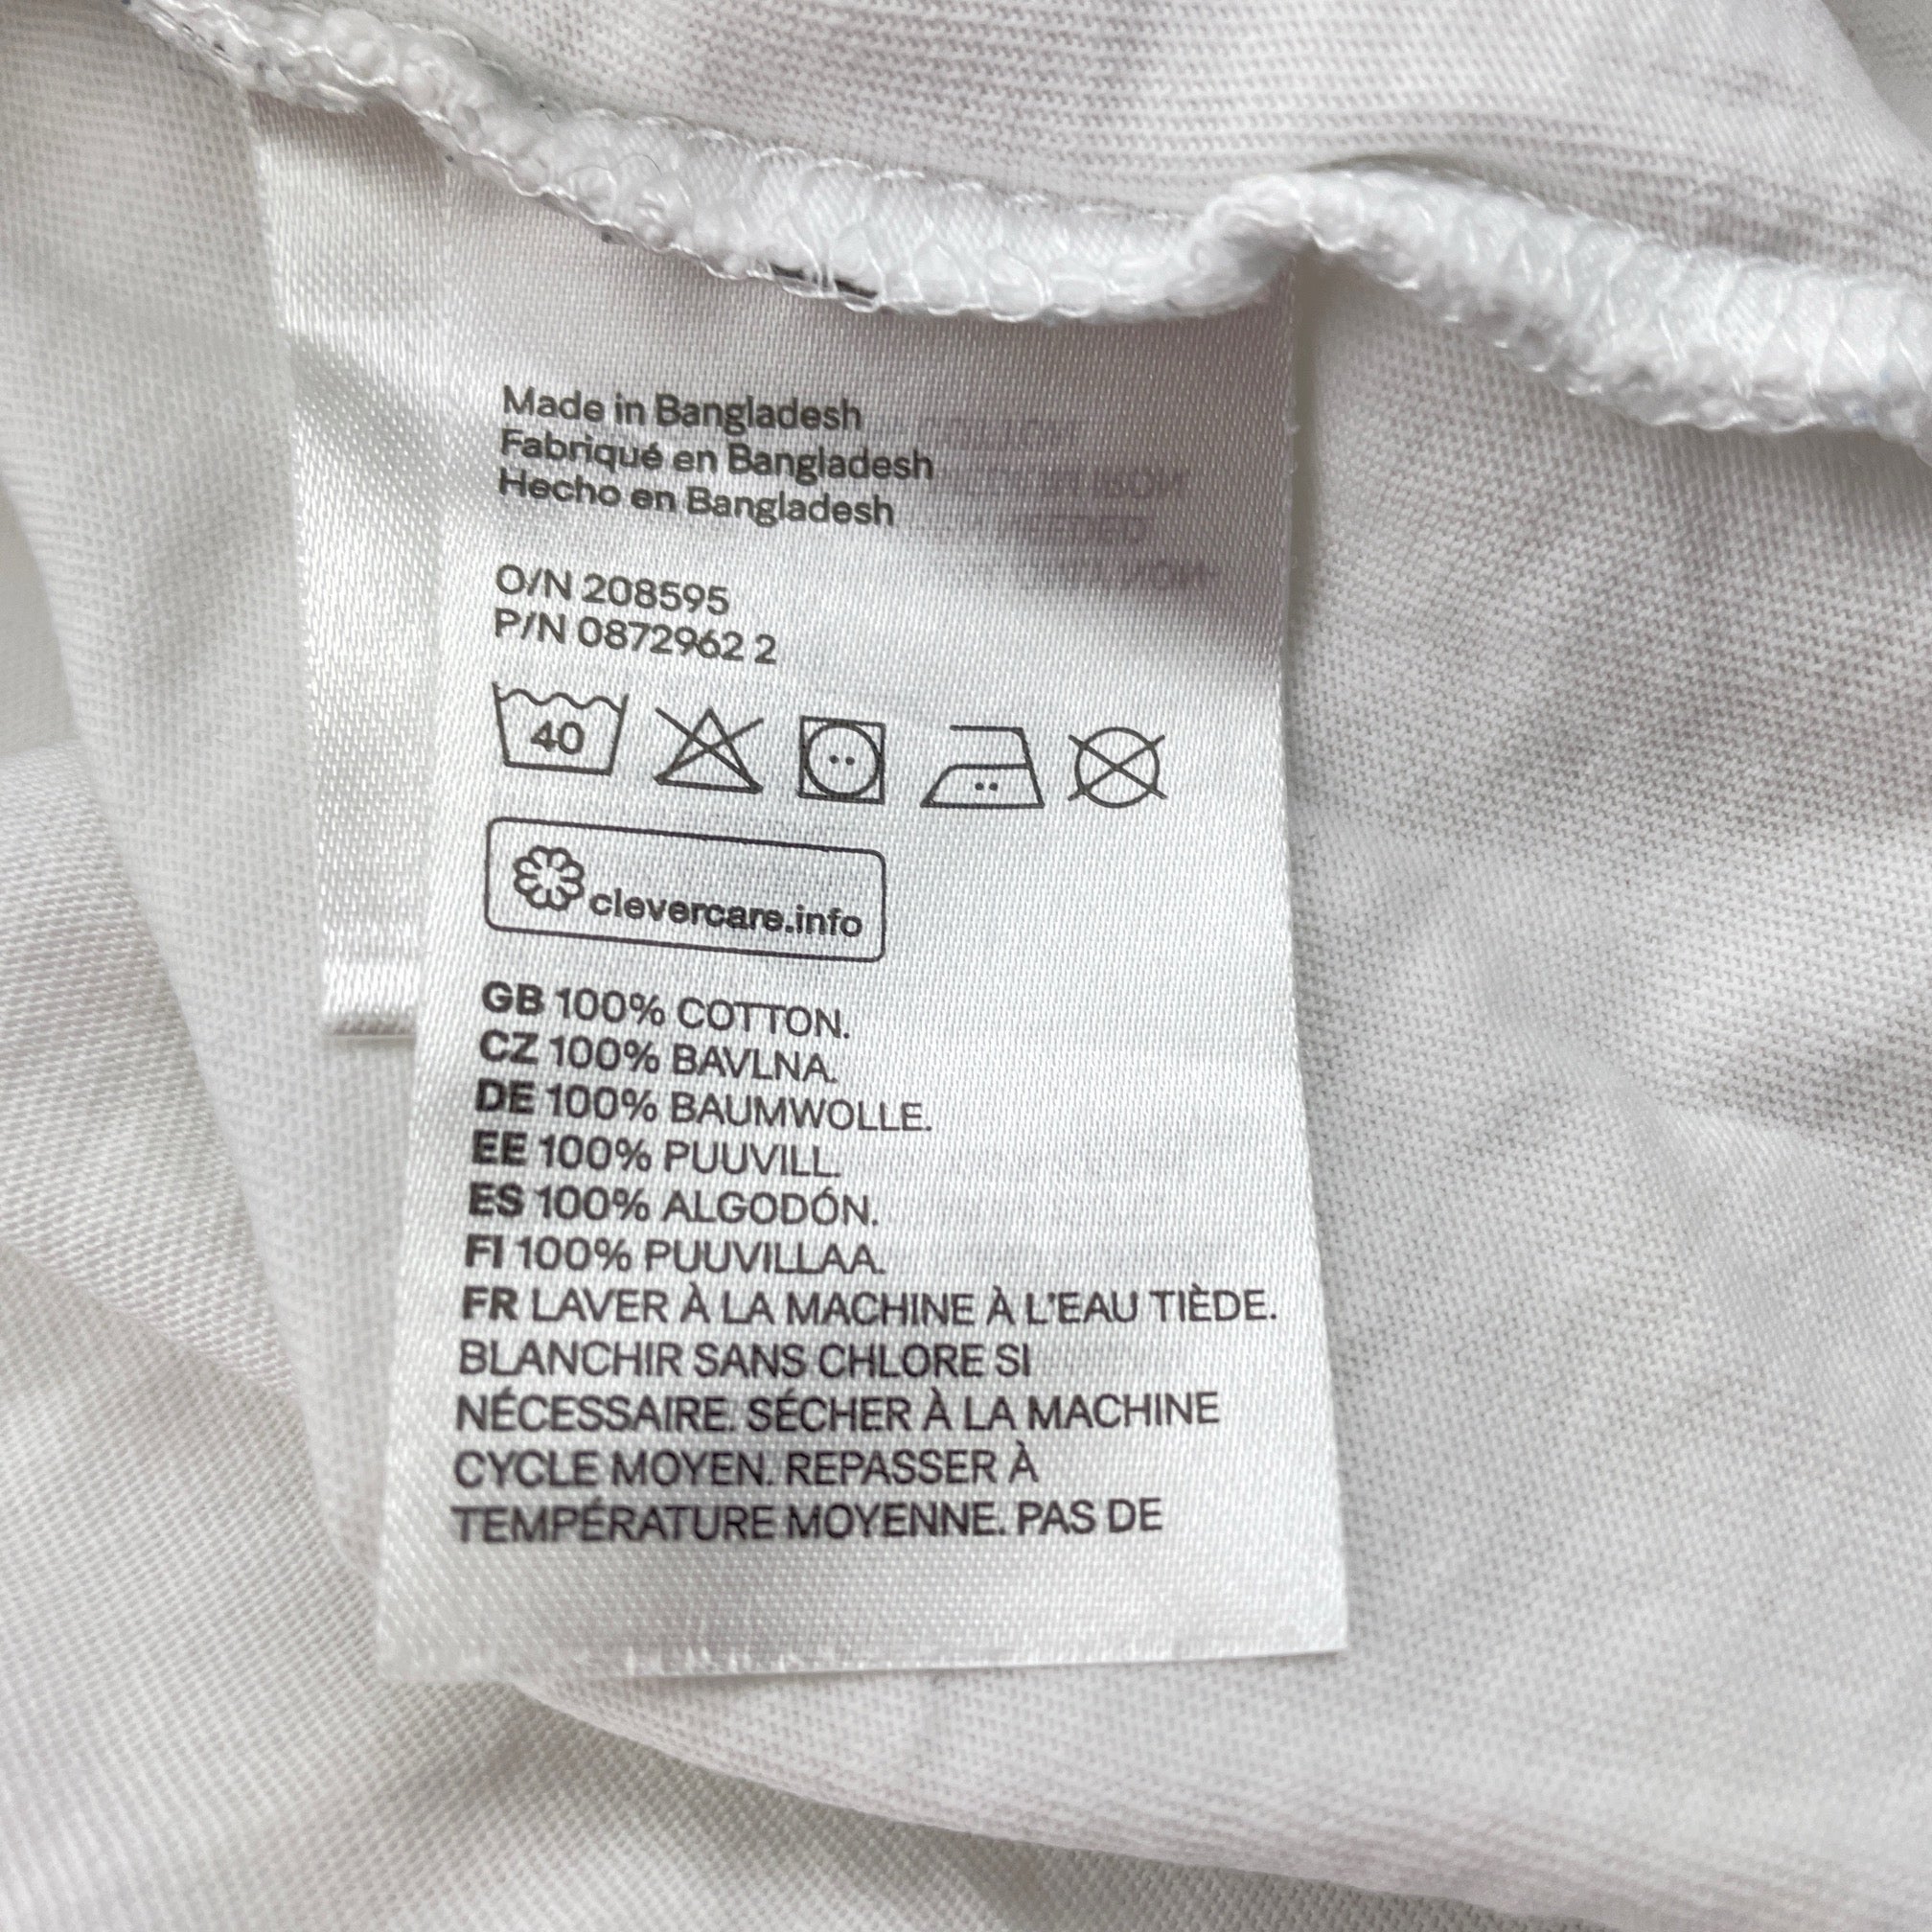 Made in Bangladesh
Fabriqué en Bangladesh
Hecho en Bangladesh
O/N 208595
P/N 0872962 2
40
clevercare.info
GB 100% COTTON.
CZ 100% BAVLNA.
DE 100% BAUMWOLLE.
EE 100% PUUVILL.
ES 100% ALGODÓN.
FI 100% PUUVILLAA.
FR LAVER À LA MACHINE À L'EAU TIÈDE.
BLANCHIR SANS CHLORE SI
NÉCESSAIRE. SÉCHER À LA MACHINE
CYCLE MOYEN. REPASSER À
TEMPÉRATURE MOYENNE. PAS DE